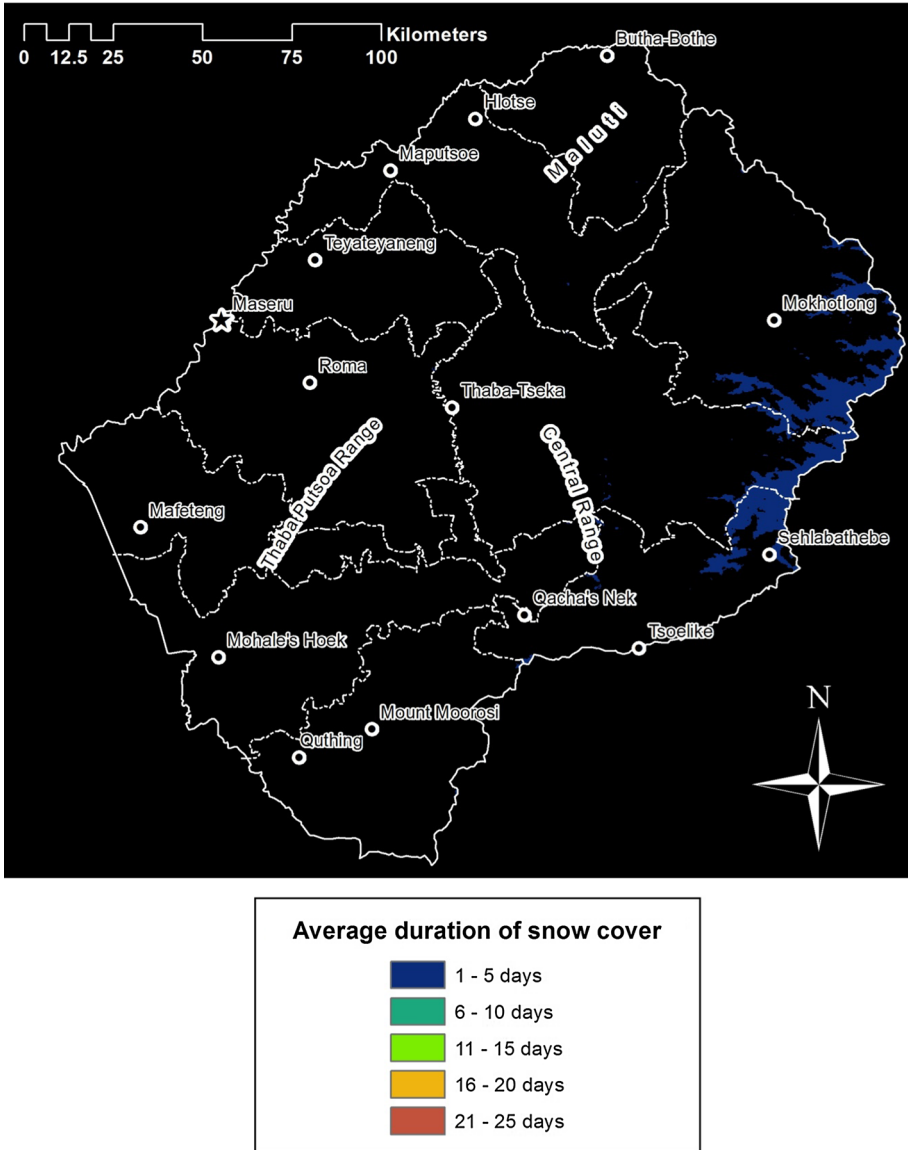 Kilometers
0 12.5 25 50 75 100
Butha-Bothe
Hlotse
Maluti
Maputsoe
Teyateyaneng
Maseru
Mokhotlong
Roma
Thaba-Tseka
Thaba Putsoa Range
Central Range
Mafeteng
Sehlabathebe
Qacha's Nek
Mohale's Hoek
Tsoelike
Mount Moorosi
Quthing
N
Average duration of snow cover
1 - 5 days
6 - 10 days
11 - 15 days
16 - 20 days
21 - 25 days